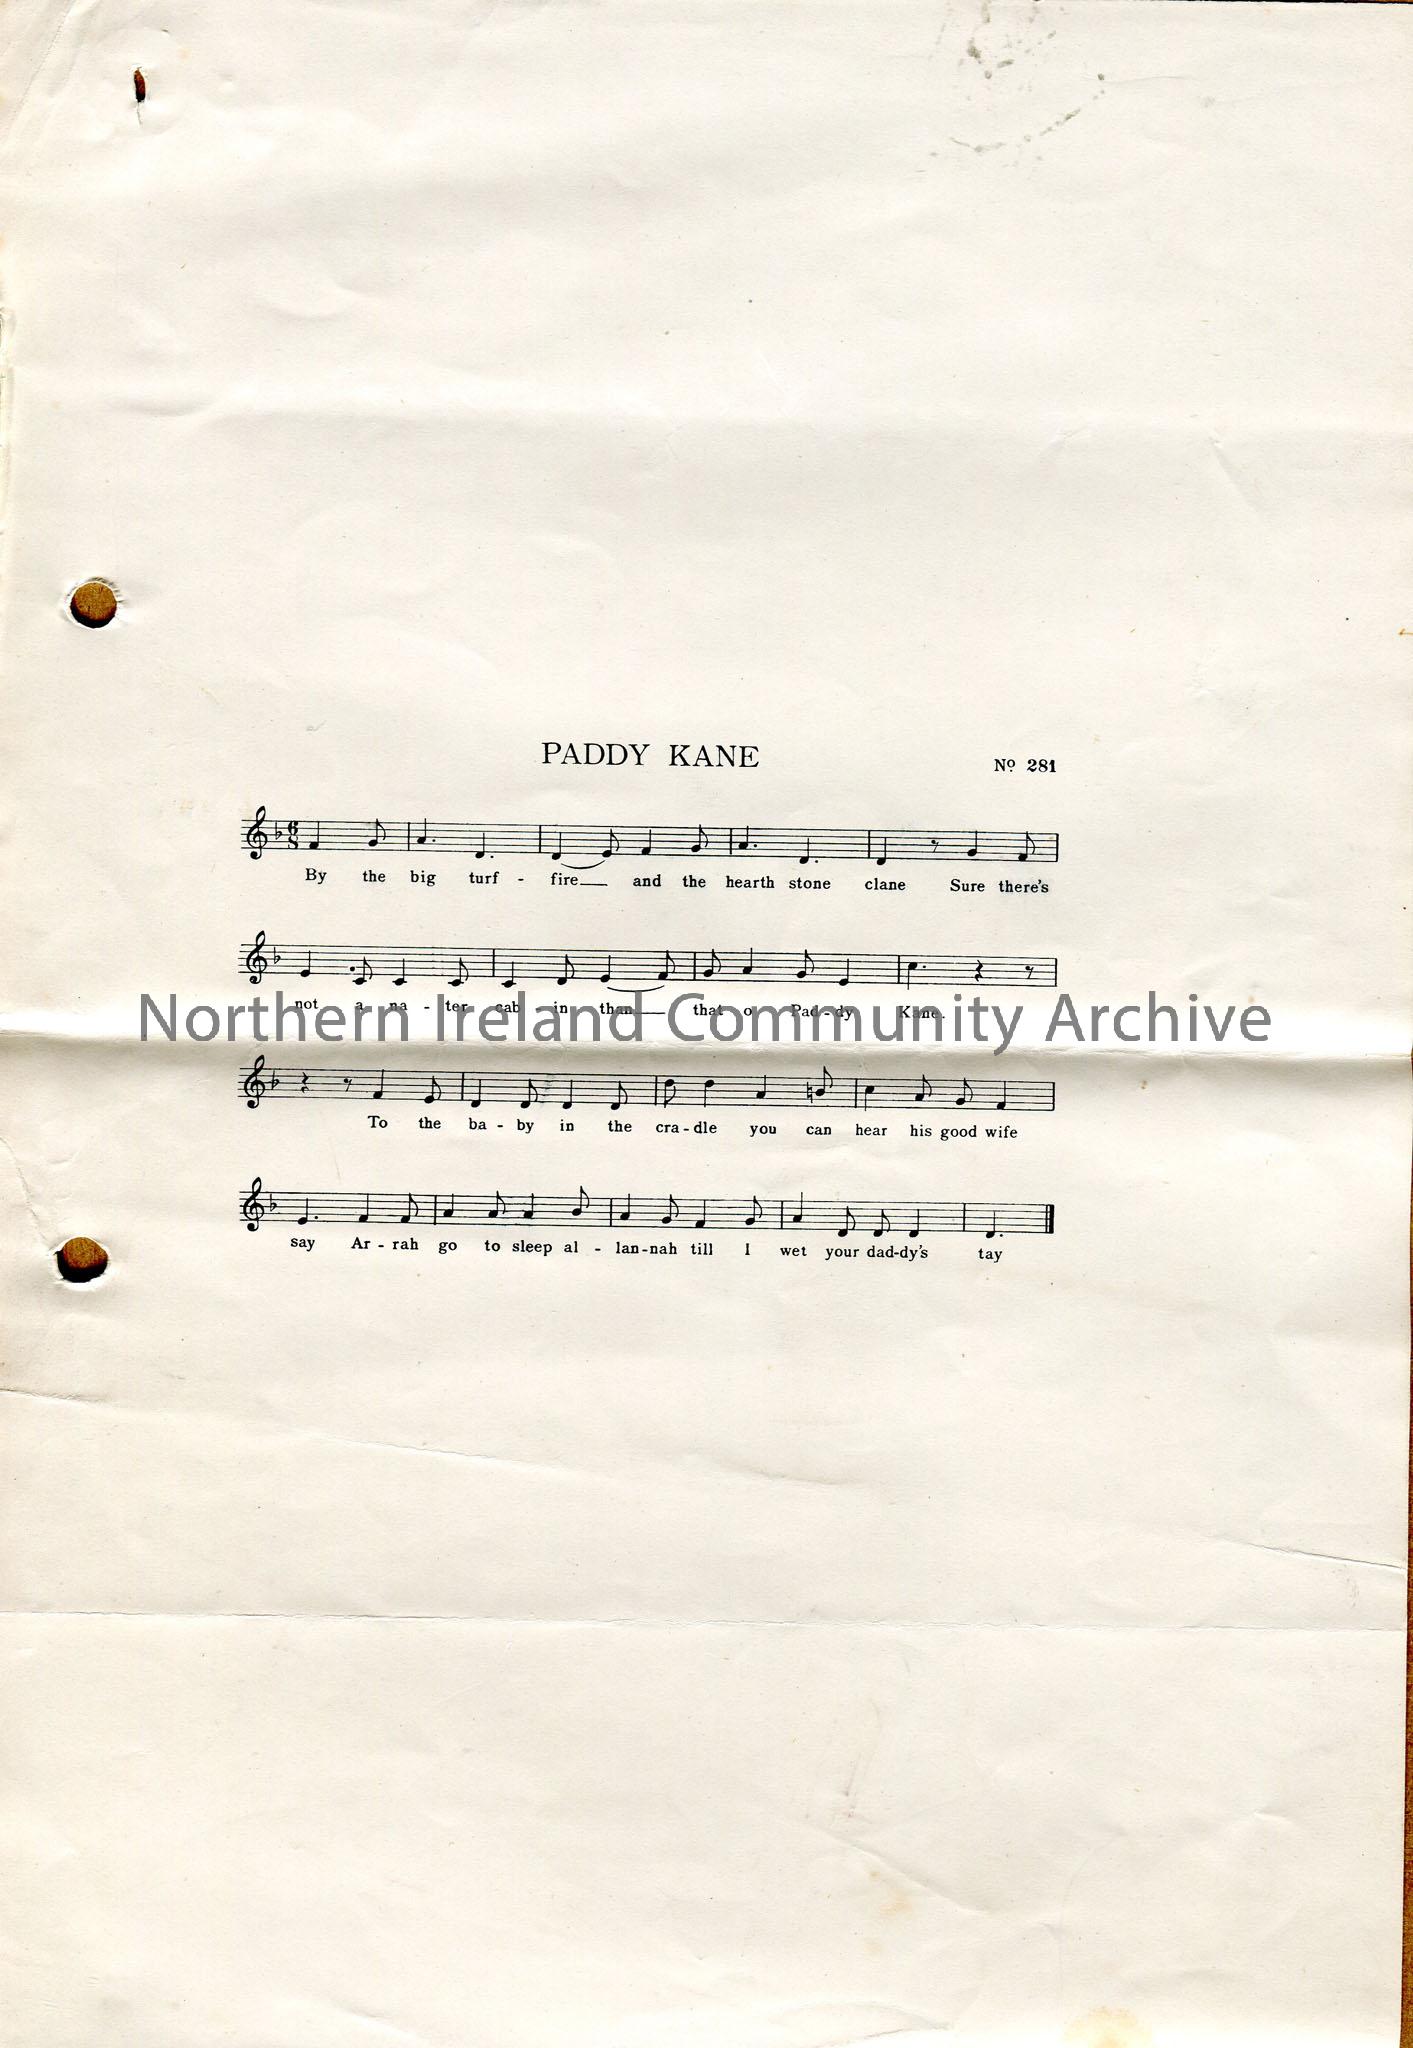 PADDY KANE
Nº 281
By the big turf - fire and the hearth stone clane Sure there's
not a na - ter cab in than that o Pad - dy Kane.
Northern Ireland Community Archive
To the ba - by in the cra - dle you can hear his good wife
say Ar - rah go to sleep al - lan - nah till I wet your dad - dy's tay